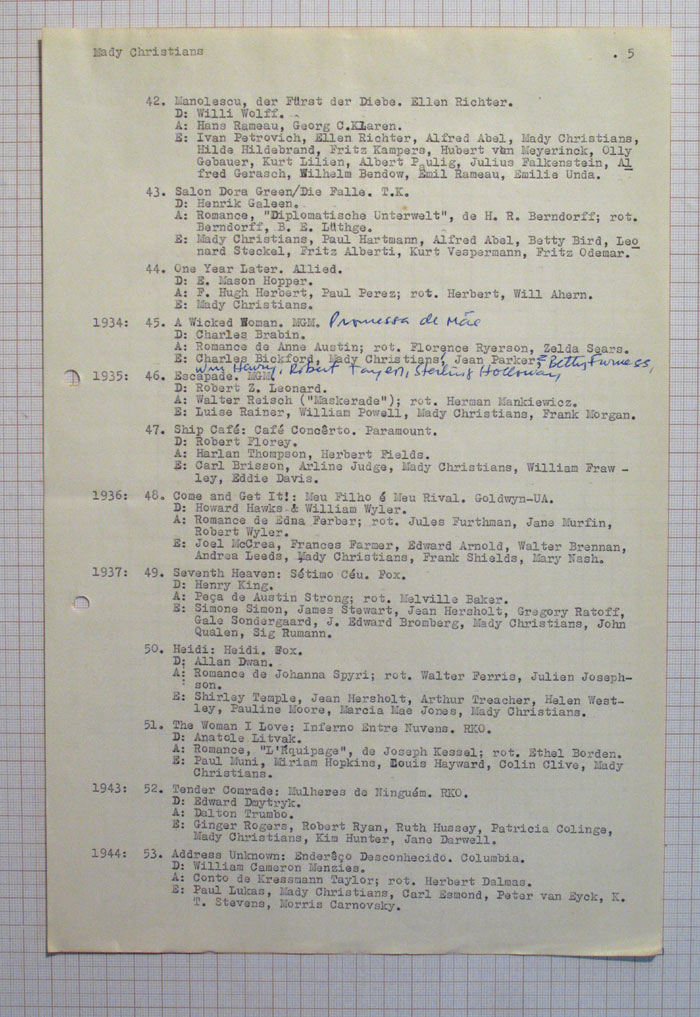 Mady Christians . 5
42. Manolescu, der Fürst der Diebe. Ellen Richter.
D: Willi Wolff.
A: Hans Rameau, Georg C.Klaren.
E: Ivan Petrovich, Ellen Richter, Alfred Abel, Mady Christians,
Hilde Hildebrand, Fritz Kampers, Hubert von Meyerinck, Olly
Gebauer, Kurt Lilien, Albert Paulig, Julius Falkenstein, Al
fred Gerasch, Wilhelm Bendow, Emil Rameau, Emilie Unda.
43. Salon Dora Green/Die Falle. T.K.
D: Henrik Galeen.
A: Romance, "Diplomatische Unterwelt", de H. R. Berndorff; rot.
Berndorff, B. E. Lüthge.
E: Mady Christians, Paul Hartmann, Alfred Abel, Betty Bird, Leo
nard Steckel, Fritz Alberti, Kurt Vespermann, Fritz Odemar.
44. One Year Later. Allied.
D: E. Mason Hopper.
A: F. Hugh Herbert, Paul Perez; rot. Herbert, Will Ahern.
E: Mady Christians.
1934: 45. A Wicked Woman. MGM. Promessa de Mãe
D: Charles Brabin.
A: Romance de Anne Austin; rot. Florence Ryerson, Zelda Sears.
E: Charles Bickford, Mady Christians, Jean Parker, Betty Furness,
Wm Henry, Robert Taylor, Sterling Holloway
1935: 46. Escapade. MGM.
D: Robert Z. Leonard.
A: Walter Reisch ("Maskerade"); rot. Herman Mankiewicz.
E: Luise Rainer, William Powell, Mady Christians, Frank Morgan.
47. Ship Café: Café Concêrto. Paramount.
D: Robert Florey.
A: Harlan Thompson, Herbert Fields.
E: Carl Brisson, Arline Judge, Mady Christians, William Fraw -
ley, Eddie Davis.
1936: 48. Come and Get It!: Meu Filho é Meu Rival. Goldwyn-UA.
D: Howard Hawks & William Wyler.
A: Romance de Edna Ferber; rot. Jules Furthman, Jane Murfin,
Robert Wyler.
E: Joel McCrea, Frances Farmer, Edward Arnold, Walter Brennan,
Andrea Leeds, Mady Christians, Frank Shields, Mary Nash.
1937: 49. Seventh Heaven: Sétimo Céu. Fox.
D: Henry King.
A: Peça de Austin Strong; rot. Melville Baker.
E: Simone Simon, James Stewart, Jean Hersholt, Gregory Ratoff,
Gale Sondergaard, J. Edward Bromberg, Mady Christians, John
Qualen, Sig Rumann.
50. Heidi: Heidi. Fox.
D: Allan Dwan.
A: Romance de Johanna Spyri; rot. Walter Ferris, Julien Joseph-
son.
E: Shirley Temple, Jean Hersholt, Arthur Treacher, Helen West-
ley, Pauline Moore, Marcia Mae Jones, Mady Christians.
51. The Woman I Love: Inferno Entre Nuvens. RKO.
D: Anatole Litvak.
A: Romance, "L'Équipage", de Joseph Kessel; rot. Ethel Borden.
E: Paul Muni, Miriam Hopkins, Louis Hayward, Colin Clive, Mady
Christians.
1943: 52. Tender Comrade: Mulheres de Ninguém. RKO.
D: Edward Dmytryk.
A: Dalton Trumbo.
E: Ginger Rogers, Robert Ryan, Ruth Hussey, Patricia Colinge,
Mady Christians, Kim Hunter, Jane Darwell.
1944: 53. Address Unknown: Enderêço Desconhecido. Columbia.
D: William Cameron Menzies.
A: Conto de Kressmann Taylor; rot. Herbert Dalmas.
E: Paul Lukas, Mady Christians, Carl Esmond, Peter van Eyck, K.
T. Stevens, Morris Carnovsky.